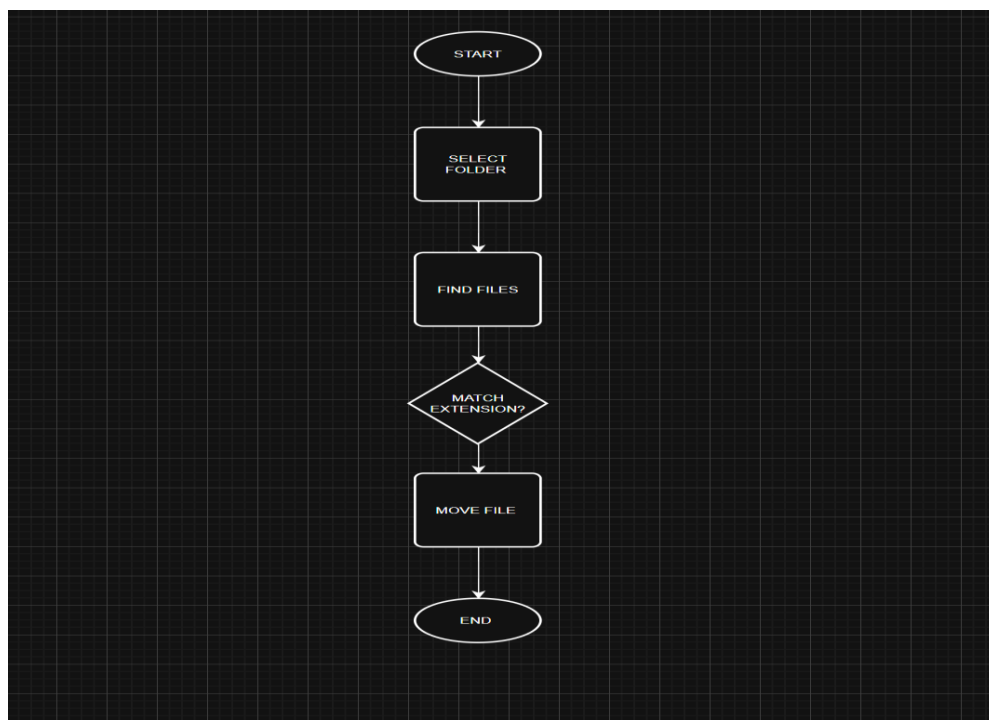 START
SELECT
FOLDER
FIND FILES
MATCH
EXTENSION?
MOVE FILE
END